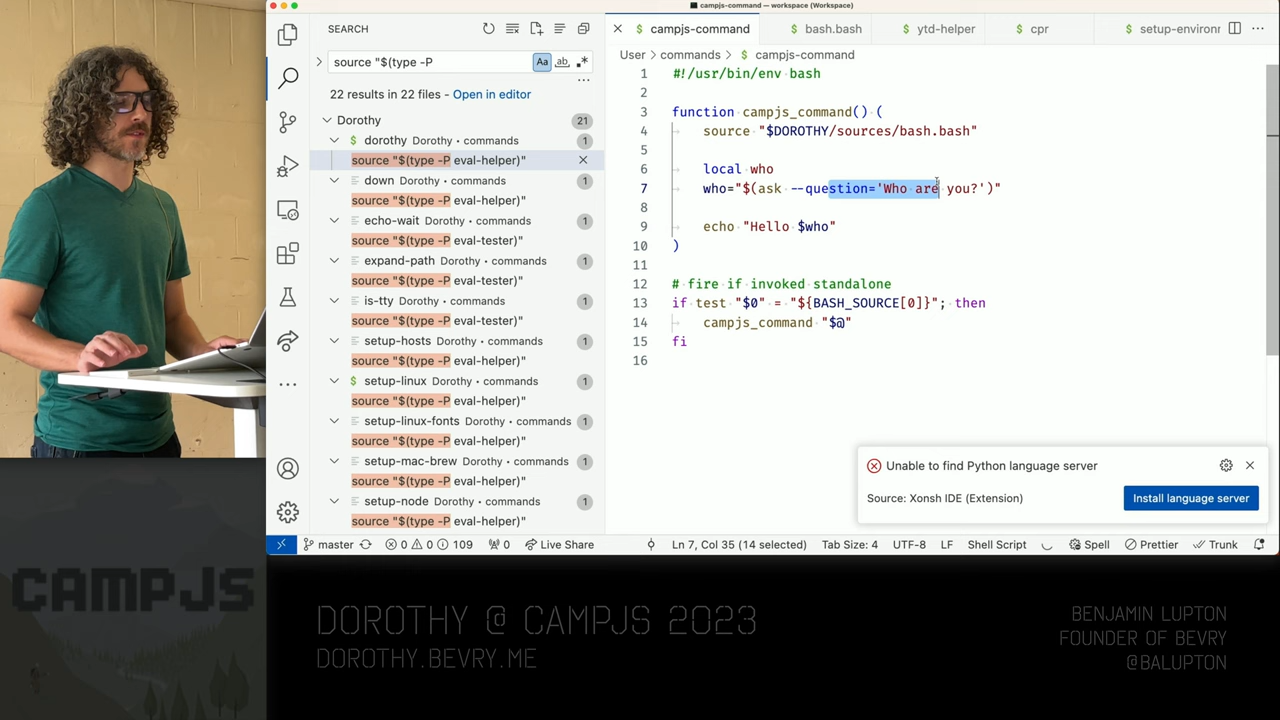 campjs-command — workspace (Workspace)
SEARCH
source "$(type -P
Aa
ab
.*
22 results in 22 files - Open in editor
Dorothy 21
$ dorothy Dorothy • commands 1
source "$(type -P eval-helper)"
down Dorothy • commands 1
source "$(type -P eval-helper)"
echo-wait Dorothy • commands 1
source "$(type -P eval-tester)"
expand-path Dorothy • commands 1
source "$(type -P eval-tester)"
is-tty Dorothy • commands 1
source "$(type -P eval-tester)"
setup-hosts Dorothy • commands 1
source "$(type -P eval-helper)"
$ setup-linux Dorothy • commands 1
source "$(type -P eval-helper)"
setup-linux-fonts Dorothy • commands 1
source "$(type -P eval-helper)"
setup-mac-brew Dorothy • commands 1
source "$(type -P eval-helper)"
setup-node Dorothy • commands 1
source "$(type -P eval-helper)"
$ campjs-command $ bash.bash $ ytd-helper $ cpr $ setup-environr
User > commands > $ campjs-command
1 #!/usr/bin/env bash
2
3 function campjs_command() (
4 source "$DOROTHY/sources/bash.bash"
5
6 local who
7 who="$(ask --question='Who are you?')"
8
9 echo "Hello $who"
10 )
11
12 # fire if invoked standalone
13 if test "$0" = "${BASH_SOURCE[0]}"; then
14 campjs_command "$@"
15 fi
16
Unable to find Python language server
Source: Xonsh IDE (Extension) Install language server
master 0 0 109 0 Live Share Ln 7, Col 35 (14 selected) Tab Size: 4 UTF-8 LF Shell Script Spell Prettier Trunk
CAMPJS
DOROTHY @ CAMPJS 2023
DOROTHY.BEVRY.ME
BENJAMIN LUPTON
FOUNDER OF BEVRY
@BALUPTON